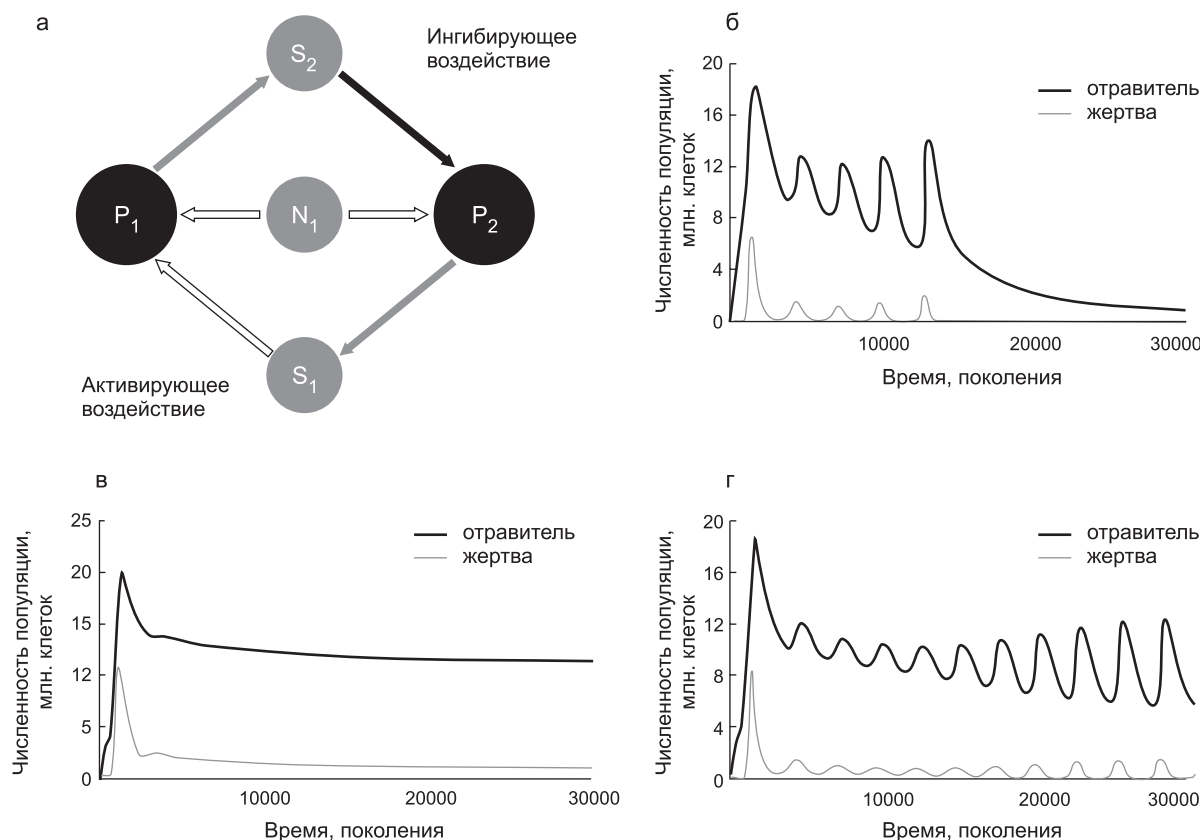 а
S2
Ингибирующее
воздействие
P1
N1
P2
S1
Активирующее
воздействие
б
20
16
12
8
4
0
Численность популяции,
млн. клеток
отравитель
жертва
10000
20000
30000
Время, поколения
в
25
20
15
12
5
0
Численность популяции,
млн. клеток
отравитель
жертва
10000
20000
30000
Время, поколения
г
20
16
12
8
4
0
Численность популяции,
млн. клеток
отравитель
жертва
10000
20000
30000
Время, поколения